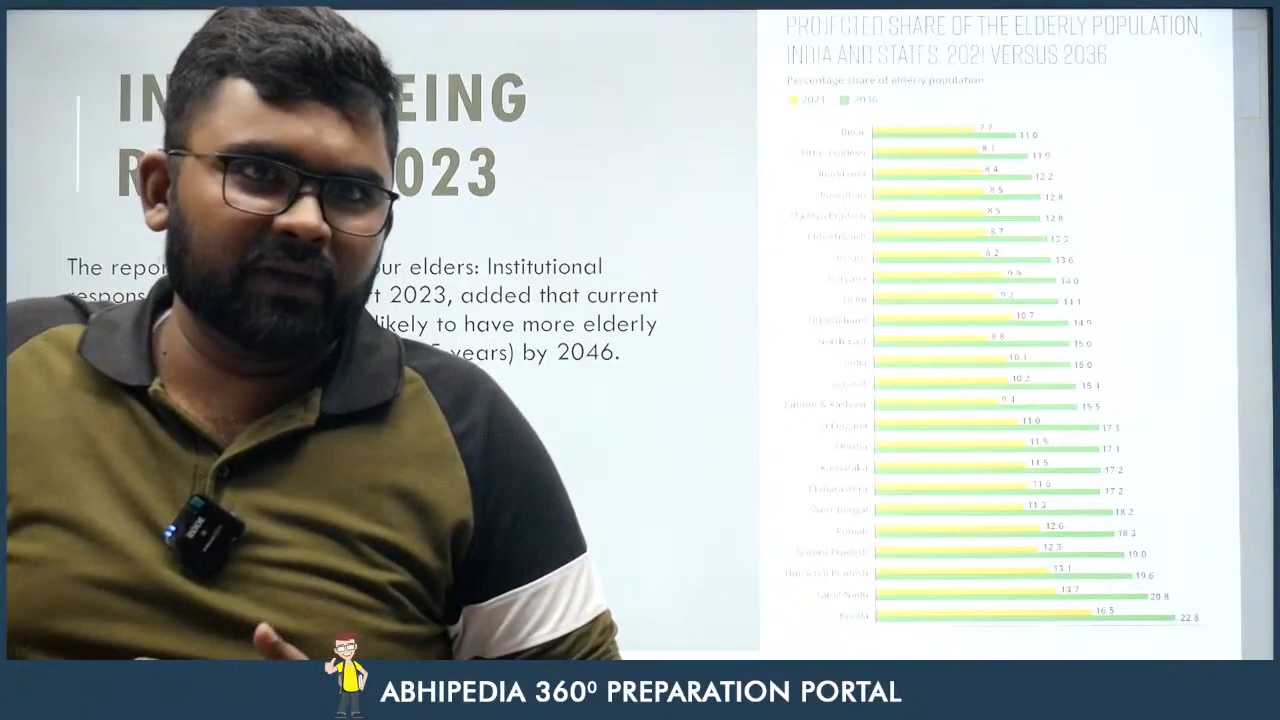 IN EING
R 023
The repor ur elders: Institutional
respons t 2023, added that current
likely to have more elderly
5 years) by 2046.
PROJECTED SHARE OF THE ELDERLY POPULATION,
INDIA AND STATES, 2021 VERSUS 2036
Percentage share of elderly population
2021 2036
Bihar 7.7 11.0
Uttar Pradesh 8.1 11.9
Jharkhand 8.4 12.2
Rajasthan 8.5 12.8
Madhya Pradesh 8.5 12.8
Chhattisgarh 8.7
Assam 8.2 13.6
Haryana 9.9 14.0
Delhi 9.2 14.1
Uttarakhand 10.7 14.9
North East 8.8 15.0
India 10.1 15.0
Gujarat 10.2 15.4
Jammu & Kashmir 9.4 15.5
Telangana 11.0 17.1
Odisha 11.5 17.1
Karnataka 11.5 17.2
Maharashtra 11.6 17.2
West Bengal 11.3 18.2
Punjab 12.6 18.3
Andhra Pradesh 12.3 19.0
Himachal Pradesh 13.1 19.6
Tamil Nadu 13.7 20.8
Kerala 16.5 22.8
ABHIPEDIA 360⁰ PREPARATION PORTAL